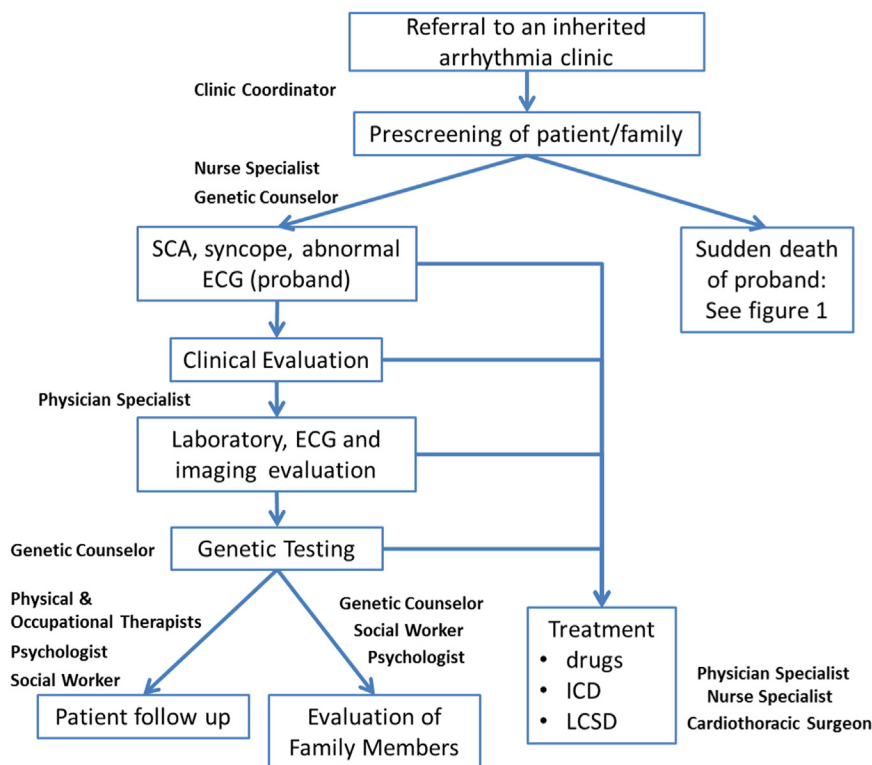 Referral to an inherited
arrhythmia clinic
Clinic Coordinator
Prescreening of patient/family
Nurse Specialist
Genetic Counselor
SCA, syncope, abnormal
ECG (proband)
Sudden death
of proband:
See figure 1
Clinical Evaluation
Physician Specialist
Laboratory, ECG and
imaging evaluation
Genetic Counselor
Genetic Testing
Physical &
Occupational Therapists
Psychologist
Social Worker
Genetic Counselor
Social Worker
Psychologist
Patient follow up
Evaluation of
Family Members
Treatment
• drugs
• ICD
• LCSD
Physician Specialist
Nurse Specialist
Cardiothoracic Surgeon